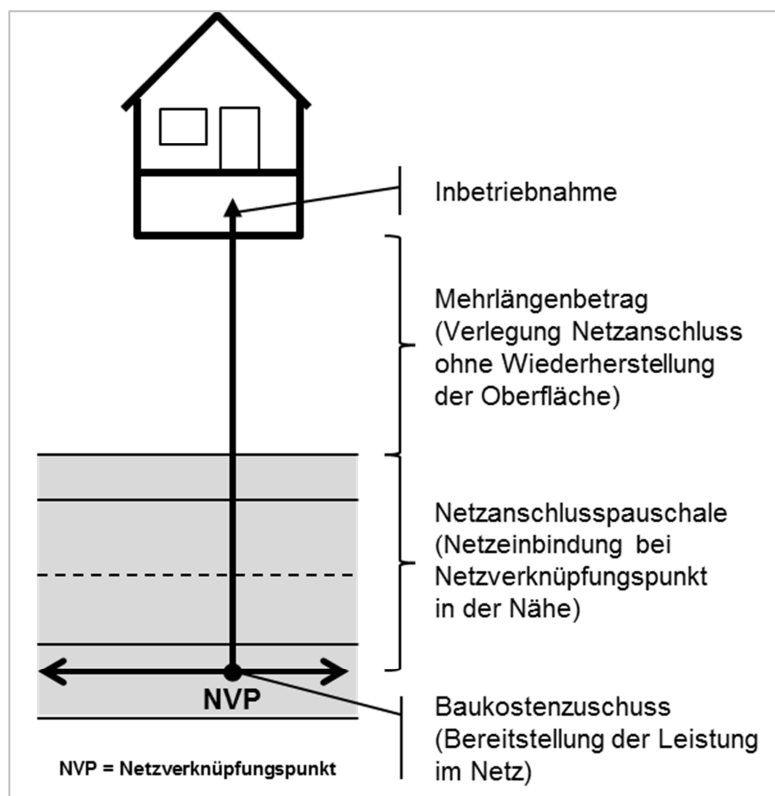 Inbetriebnahme
Mehrlängenbetrag
(Verlegung Netzanschluss
ohne Wiederherstellung
der Oberfläche)
Netzanschlusspauschale
(Netzeinbindung bei
Netzverknüpfungspunkt
in der Nähe)
NVP
Baukostenzuschuss
(Bereitstellung der Leistung
im Netz)
NVP = Netzverknüpfungspunkt